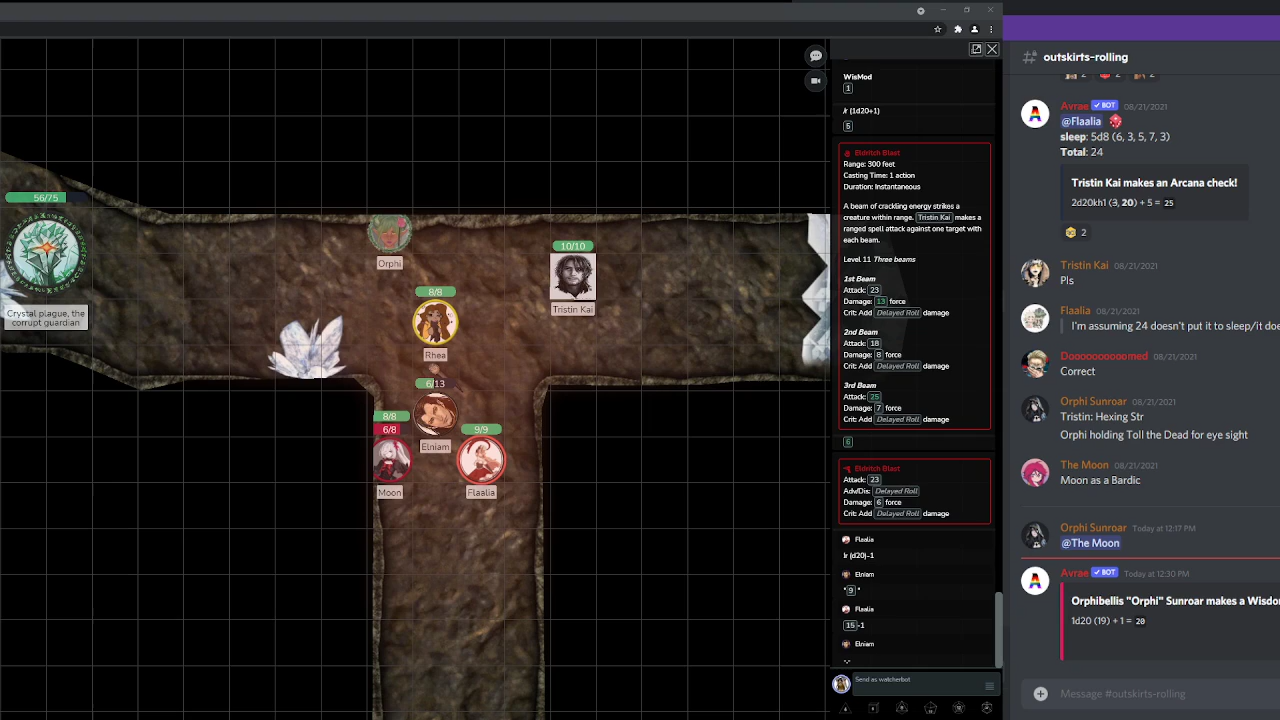 56/75
Crystal plague, the
corrupt guardian
Orphi
10/10
Tristin Kai
8/8
Rhea
6/13
Elniam
8/8
6/8
Moon
9/9
Flaalia
WisMod
1
lr (1d20+1)
5
Eldritch Blast
Range: 300 feet
Casting Time: 1 action
Duration: Instantaneous
A beam of crackling energy strikes a
creature within range. Tristin Kai makes a
ranged spell attack against one target with
each beam.
Level 11 Three beams
1st Beam
Attack: 23
Damage: 13 force
Crit: Add Delayed Roll damage
2nd Beam
Attack: 18
Damage: 8 force
Crit: Add Delayed Roll damage
3rd Beam
Attack: 25
Damage: 7 force
Crit: Add Delayed Roll damage
6
Eldritch Blast
Attack: 23
Adv/Dis: Delayed Roll
Damage: 6 force
Crit: Add Delayed Roll damage
Flaalia
lr (d20)-1
Elniam
"9 "
Flaalia
15-1
Elniam
Send as watcherbot
outskirts-rolling
2 2 2
Avrae BOT 08/21/2021
@Flaalia
sleep: 5d8 (6, 3, 5, 7, 3)
Total: 24
Tristin Kai makes an Arcana check!
2d20kh1 (3, 20) + 5 = 25
2
Tristin Kai 08/21/2021
Pls
Flaalia 08/21/2021
I'm assuming 24 doesn't put it to sleep/it doe
Doooooooooomed 08/21/2021
Correct
Orphi Sunroar 08/21/2021
Tristin: Hexing Str
Orphi holding Toll the Dead for eye sight
The Moon 08/21/2021
Moon as a Bardic
Orphi Sunroar Today at 12:17 PM
@The Moon
Avrae BOT Today at 12:30 PM
Orphibellis "Orphi" Sunroar makes a Wisdo
1d20 (19) + 1 = 20
Message #outskirts-rolling